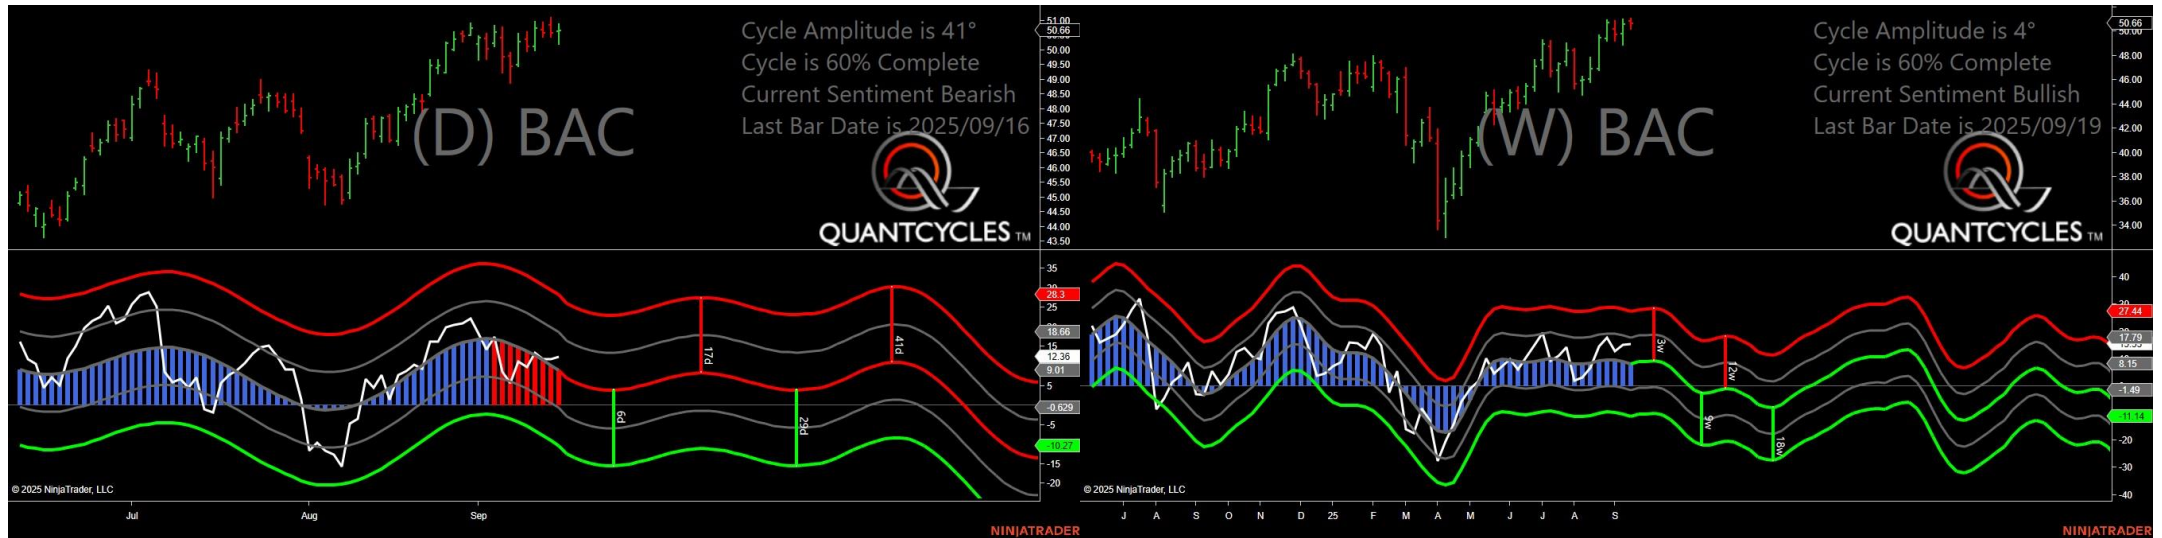 Cycle Amplitude is 41°
Cycle is 60% Complete
Current Sentiment Bearish
Last Bar Date is 2025/09/16
(D) BAC
QUANTCYCLES TM
51.00
50.66
50.00
49.50
49.00
48.50
48.00
47.50
47.00
46.50
46.00
45.50
45.00
44.50
44.00
43.50
35
28.3
25
18.66
15
12.36
9.01
5
-0.629
-5
-10.27
-15
-20
6d
17d
29d
41d
© 2025 NinjaTrader, LLC
Jul
Aug
Sep
NINJATRADER
Cycle Amplitude is 4°
Cycle is 60% Complete
Current Sentiment Bullish
Last Bar Date is 2025/09/19
(W) BAC
QUANTCYCLES TM
50.66
50.00
48.00
46.00
44.00
42.00
40.00
38.00
36.00
34.00
40
27.44
17.79
8.15
-1.49
-11.14
-20
-30
-40
3w
9w
12w
18w
© 2025 NinjaTrader, LLC
J A S O N D 25 F M A M J J A S
NINJATRADER